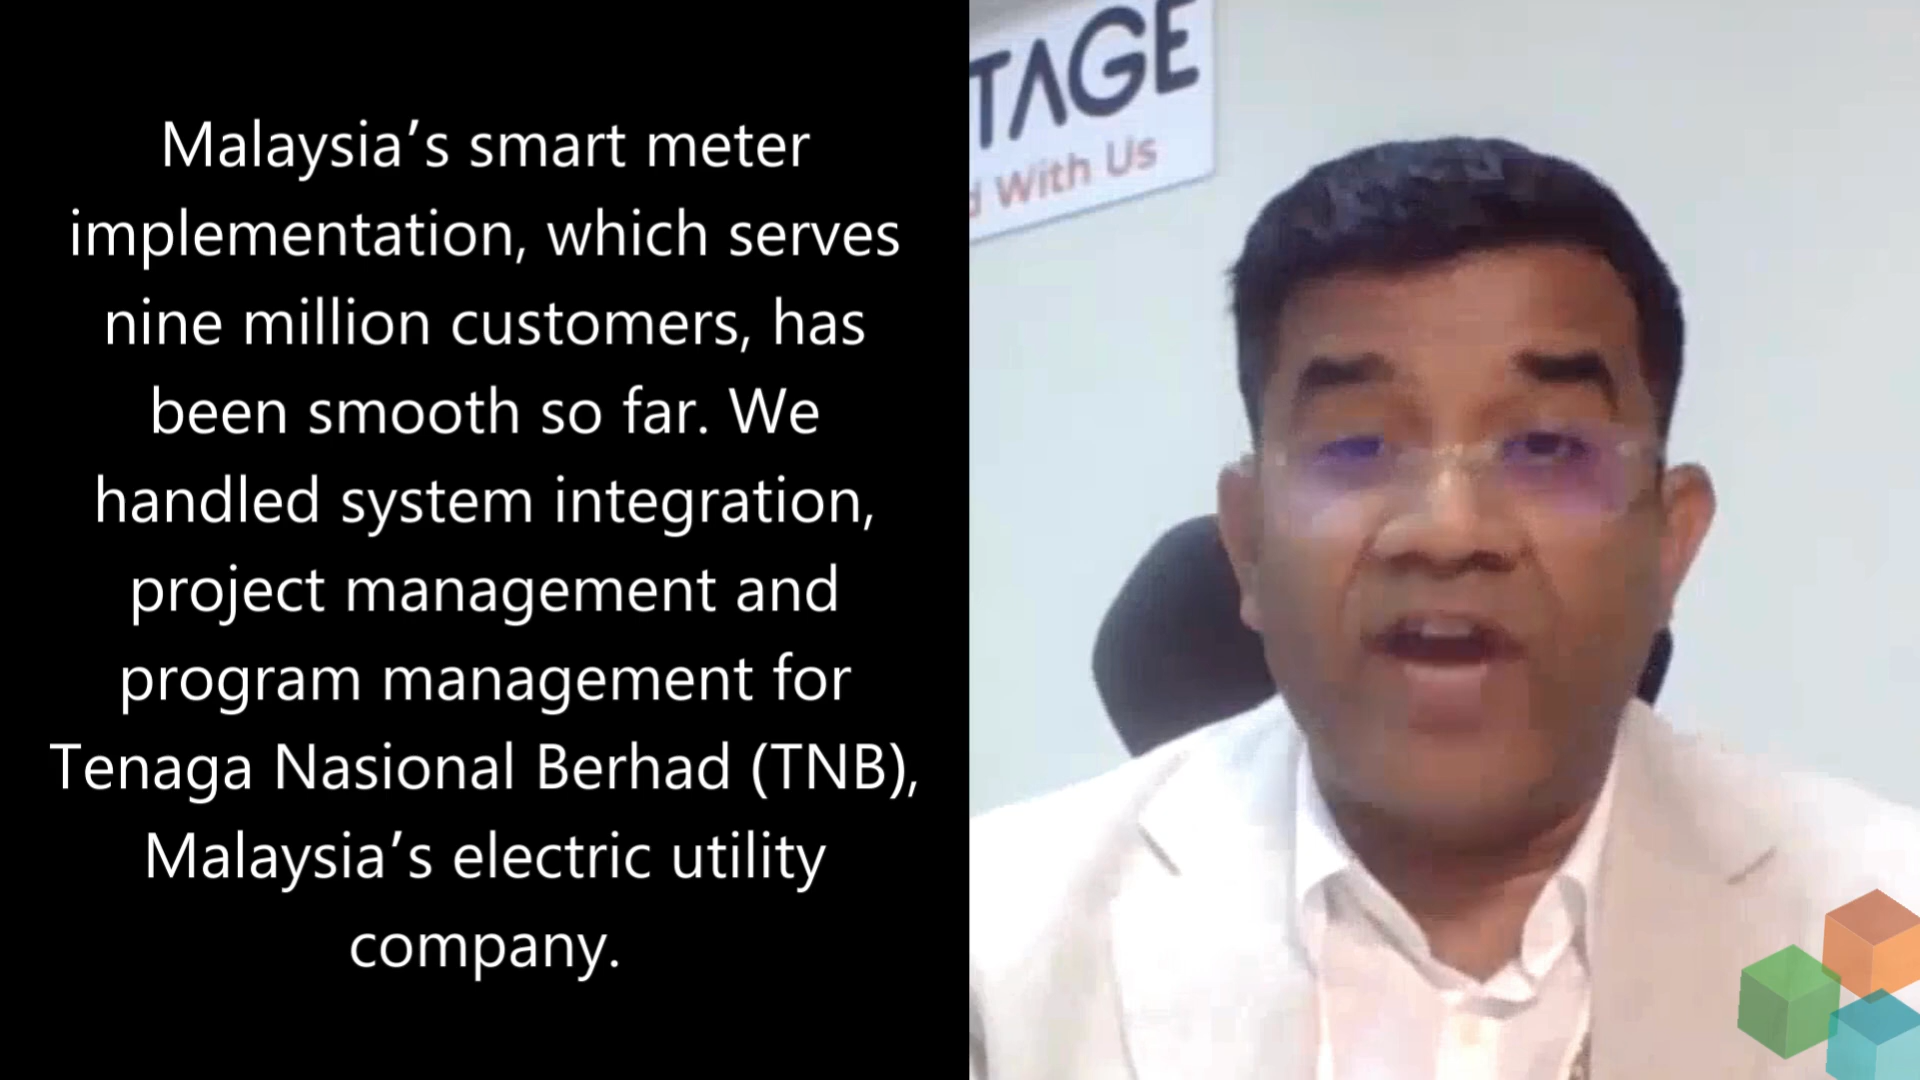 Malaysia’s smart meter
implementation, which serves
nine million customers, has
been smooth so far. We
handled system integration,
project management and
program management for
Tenaga Nasional Berhad (TNB),
Malaysia’s electric utility
company.
TAGE
With Us